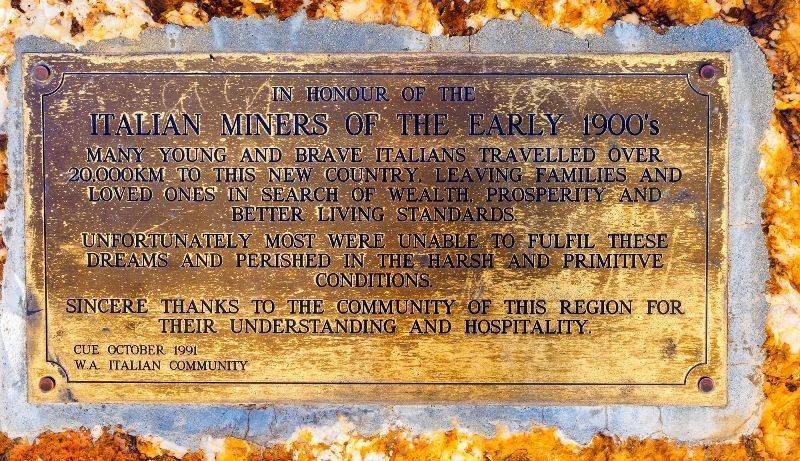 IN HONOUR OF THE
ITALIAN MINERS OF THE EARLY 1900's
MANY YOUNG AND BRAVE ITALIANS TRAVELLED OVER
20,000KM TO THIS NEW COUNTRY. LEAVING FAMILIES AND
LOVED ONES IN SEARCH OF WEALTH, PROSPERITY AND
BETTER LIVING STANDARDS.
UNFORTUNATELY MOST WERE UNABLE TO FULFIL THESE
DREAMS AND PERISHED IN THE HARSH AND PRIMITIVE
CONDITIONS.
SINCERE THANKS TO THE COMMUNITY OF THIS REGION FOR
THEIR UNDERSTANDING AND HOSPITALITY.
CUE OCTOBER 1991
W.A. ITALIAN COMMUNITY